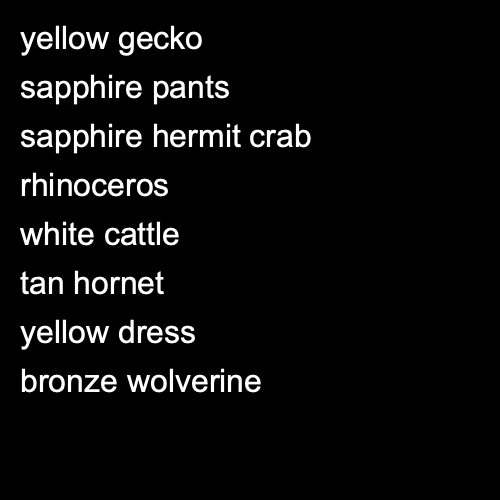 yellow gecko
sapphire pants
sapphire hermit crab
rhinoceros
white cattle
tan hornet
yellow dress
bronze wolverine